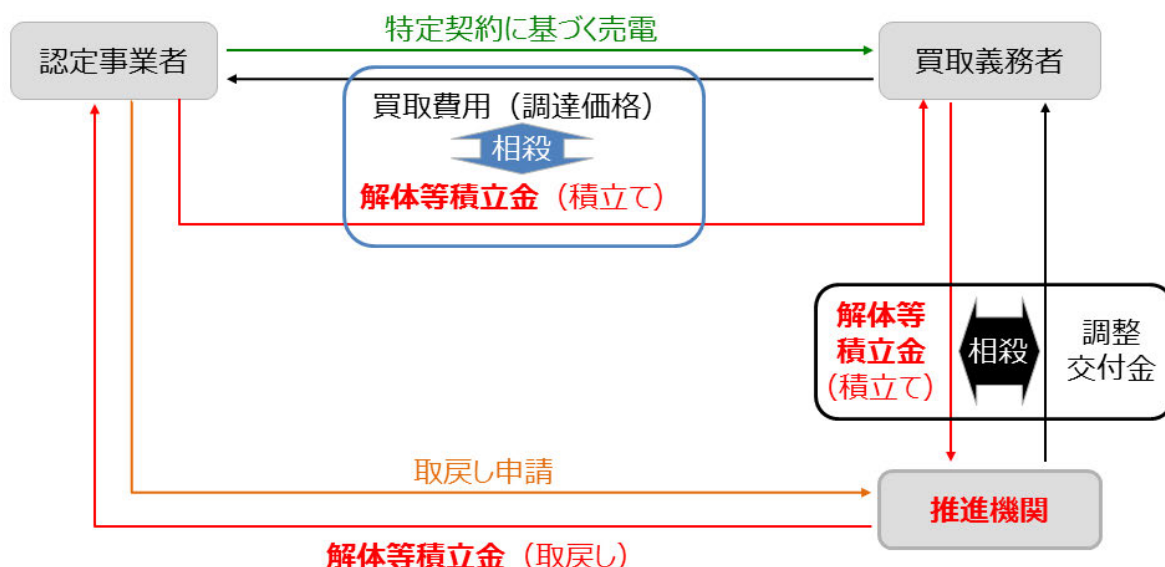 特定契約に基づく売電
認定事業者
買取義務者
買取費用（調達価格）
相殺
解体等積立金（積立て）
解体等
積立金
（積立て）
相殺
調整
交付金
取戻し申請
推進機関
解体等積立金（取戻し）